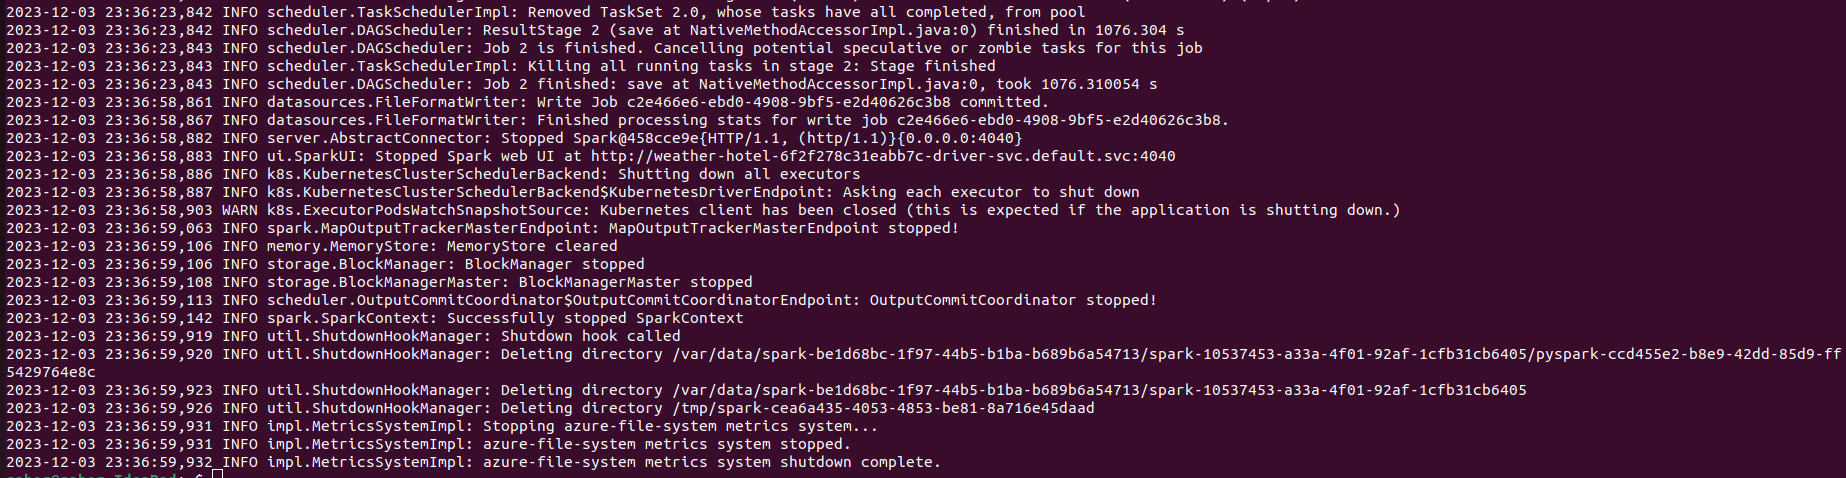 2023-12-03 23:36:23,842 INFO scheduler.TaskSchedulerImpl: Removed TaskSet 2.0, whose tasks have all completed, from pool
2023-12-03 23:36:23,842 INFO scheduler.DAGScheduler: ResultStage 2 (save at NativeMethodAccessorImpl.java:0) finished in 1076.304 s
2023-12-03 23:36:23,843 INFO scheduler.DAGScheduler: Job 2 is finished. Cancelling potential speculative or zombie tasks for this job
2023-12-03 23:36:23,843 INFO scheduler.TaskSchedulerImpl: Killing all running tasks in stage 2: Stage finished
2023-12-03 23:36:23,843 INFO scheduler.DAGScheduler: Job 2 finished: save at NativeMethodAccessorImpl.java:0, took 1076.310054 s
2023-12-03 23:36:58,861 INFO datasources.FileFormatWriter: Write Job c2e466e6-ebd0-4908-9bf5-e2d40626c3b8 committed.
2023-12-03 23:36:58,867 INFO datasources.FileFormatWriter: Finished processing stats for write job c2e466e6-ebd0-4908-9bf5-e2d40626c3b8.
2023-12-03 23:36:58,882 INFO server.AbstractConnector: Stopped Spark@458cce9e{HTTP/1.1, (http/1.1)}{0.0.0.0:4040}
2023-12-03 23:36:58,883 INFO ui.SparkUI: Stopped Spark web UI at http://weather-hotel-6f2f278c31eabb7c-driver-svc.default.svc:4040
2023-12-03 23:36:58,886 INFO k8s.KubernetesClusterSchedulerBackend: Shutting down all executors
2023-12-03 23:36:58,887 INFO k8s.KubernetesClusterSchedulerBackend$KubernetesDriverEndpoint: Asking each executor to shut down
2023-12-03 23:36:58,903 WARN k8s.ExecutorPodsWatchSnapshotSource: Kubernetes client has been closed (this is expected if the application is shutting down.)
2023-12-03 23:36:59,063 INFO spark.MapOutputTrackerMasterEndpoint: MapOutputTrackerMasterEndpoint stopped!
2023-12-03 23:36:59,106 INFO memory.MemoryStore: MemoryStore cleared
2023-12-03 23:36:59,106 INFO storage.BlockManager: BlockManager stopped
2023-12-03 23:36:59,108 INFO storage.BlockManagerMaster: BlockManagerMaster stopped
2023-12-03 23:36:59,113 INFO scheduler.OutputCommitCoordinator$OutputCommitCoordinatorEndpoint: OutputCommitCoordinator stopped!
2023-12-03 23:36:59,142 INFO spark.SparkContext: Successfully stopped SparkContext
2023-12-03 23:36:59,919 INFO util.ShutdownHookManager: Shutdown hook called
2023-12-03 23:36:59,920 INFO util.ShutdownHookManager: Deleting directory /var/data/spark-be1d68bc-1f97-44b5-b1ba-b689b6a54713/spark-10537453-a33a-4f01-92af-1cfb31cb6405/pyspark-ccd455e2-b8e9-42dd-85d9-ff
5429764e8c
2023-12-03 23:36:59,923 INFO util.ShutdownHookManager: Deleting directory /var/data/spark-be1d68bc-1f97-44b5-b1ba-b689b6a54713/spark-10537453-a33a-4f01-92af-1cfb31cb6405
2023-12-03 23:36:59,926 INFO util.ShutdownHookManager: Deleting directory /tmp/spark-cea6a435-4053-4853-be81-8a716e45daad
2023-12-03 23:36:59,931 INFO impl.MetricsSystemImpl: Stopping azure-file-system metrics system...
2023-12-03 23:36:59,931 INFO impl.MetricsSystemImpl: azure-file-system metrics system stopped.
2023-12-03 23:36:59,932 INFO impl.MetricsSystemImpl: azure-file-system metrics system shutdown complete.